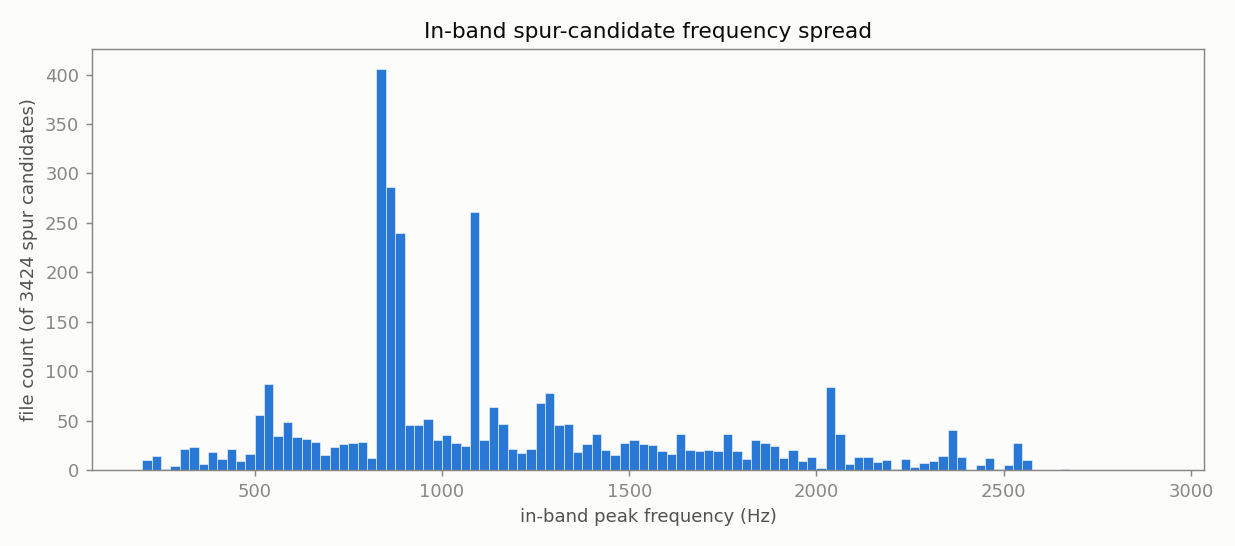 In-band spur-candidate frequency spread
file count (of 3424 spur candidates)
400
350
300
250
200
150
100
50
0
500 1000 1500 2000 2500 3000
in-band peak frequency (Hz)